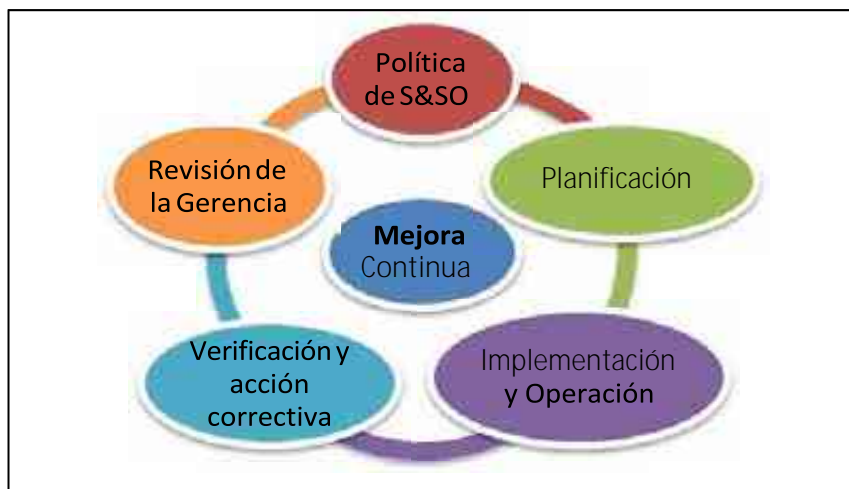 Política
de S&SO
Planificación
Implementación
y Operación
Verificación y
acción
correctiva
Revisión de
la Gerencia
Mejora
Continua